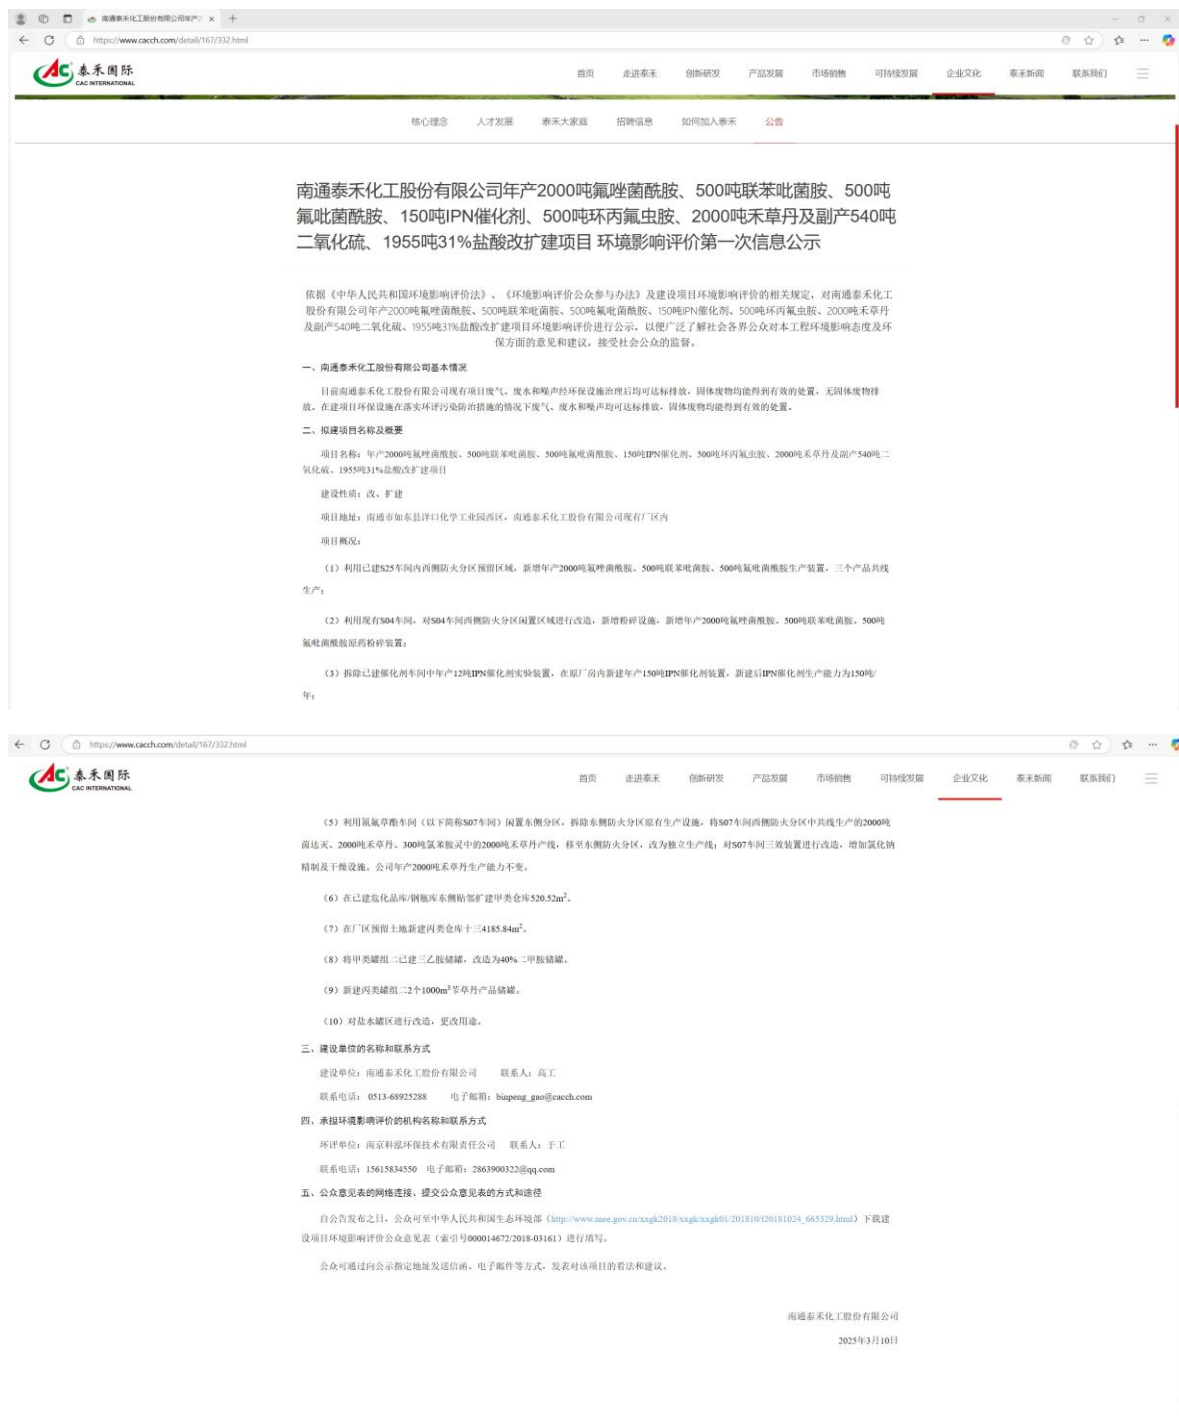 南通泰禾化工股份有限公司年产
https://www.cacch.com/detail/167/332.html
泰禾国际
CAC INTERNATIONAL
首页 走进泰禾 创新研发 产品发展 市场销售 可持续发展 企业文化 泰禾新闻 联系我们
核心理念 人才发展 泰禾大家庭 招聘信息 如何加入泰禾 公告
南通泰禾化工股份有限公司年产2000吨氟唑菌酰胺、500吨联苯吡菌胺、500吨
氟吡菌酰胺、150吨IPN催化剂、500吨环丙氟虫胺、2000吨禾草丹及副产540吨
二氧化硫、1955吨31%盐酸改扩建项目 环境影响评价第一次信息公示
依据《中华人民共和国环境影响评价法》、《环境影响评价公众参与办法》及建设项目环境影响评价的相关规定，对南通泰禾化工
股份有限公司年产2000吨氟唑菌酰胺、500吨联苯吡菌胺、500吨氟吡菌酰胺、150吨IPN催化剂、500吨环丙氟虫胺、2000吨禾草丹
及副产540吨二氧化硫、1955吨31%盐酸改扩建项目环境影响评价进行公示，以便广泛了解社会各界公众对本工程环境影响态度及环
保方面的意见和建议，接受社会公众的监督。
一、南通泰禾化工股份有限公司基本情况
目前南通泰禾化工股份有限公司现有项目废气、废水和噪声经环保设施治理后均可达标排放，固体废物均能得到有效的处置，无固体废物排
放。在建项目环保设施在落实环评污染防治措施的情况下废气、废水和噪声均可达标排放，固体废物均能得到有效的处置。
二、拟建项目名称及概要
项目名称：年产2000吨氟唑菌酰胺、500吨联苯吡菌胺、500吨氟吡菌酰胺、150吨IPN催化剂、500吨环丙氟虫胺、2000吨禾草丹及副产540吨二
氧化硫、1955吨31%盐酸改扩建项目
建设性质：改、扩建
项目地址：南通市如东县洋口化学工业园西区，南通泰禾化工股份有限公司现有厂区内
项目概况：
（1）利用已建S25车间内西侧防火分区预留区域，新增年产2000吨氟唑菌酰胺、500吨联苯吡菌胺、500吨氟吡菌酰胺生产装置，三个产品共线
生产；
（2）利用现有S04车间，对S04车间西侧防火分区闲置区域进行改造，新增粉碎设施，新增年产2000吨氟唑菌酰胺、500吨联苯吡菌胺、500吨
氟吡菌酰胺原药粉碎装置；
（3）拆除已建催化剂车间中年产12吨IPN催化剂实验装置，在原厂房内新建年产150吨IPN催化剂装置，新建后IPN催化剂生产能力为150吨/
年；
https://www.cacch.com/detail/167/332.html
泰禾国际
CAC INTERNATIONAL
首页 走进泰禾 创新研发 产品发展 市场销售 可持续发展 企业文化 泰禾新闻 联系我们
（5）利用氰氟草酯车间（以下简称S07车间）闲置东侧分区，拆除东侧防火分区原有生产设施，将S07车间西侧防火分区中共线生产的2000吨
茵达灭、2000吨禾草丹、300吨氯苯胺灵中的2000吨禾草丹产线，移至东侧防火分区，改为独立生产线；对S07车间三效装置进行改造，增加氯化钠
精制及干燥设施。公司年产2000吨禾草丹生产能力不变。
（6）在已建危化品库/钢瓶库东侧贴邻扩建甲类仓库520.52m²。
（7）在厂区预留土地新建丙类仓库十三4185.84m²。
（8）将甲类罐组二已建三乙胺储罐，改造为40%二甲胺储罐。
（9）新建丙类罐组二2个1000m³苄草丹产品储罐。
（10）对盐水罐区进行改造，更改用途。
三、建设单位的名称和联系方式
建设单位：南通泰禾化工股份有限公司 联系人：高工
联系电话：0513-68925288 电子邮箱：binpeng_gao@cacch.com
四、承担环境影响评价的机构名称和联系方式
环评单位：南京科泓环保技术有限责任公司 联系人：于工
联系电话：15615834550 电子邮箱：2863900322@qq.com
五、公众意见表的网络连接、提交公众意见表的方式和途径
自公告发布之日，公众可至中华人民共和国生态环境部（http://www.mee.gov.cn/xxgk2018/xxgk/xxgk01/201810/t20181024_665329.html）下载建
设项目环境影响评价公众意见表（索引号000014672/2018-03161）进行填写。
公众可通过向公示指定地址发送信函、电子邮件等方式，发表对该项目的看法和建议。
南通泰禾化工股份有限公司
2025年3月10日